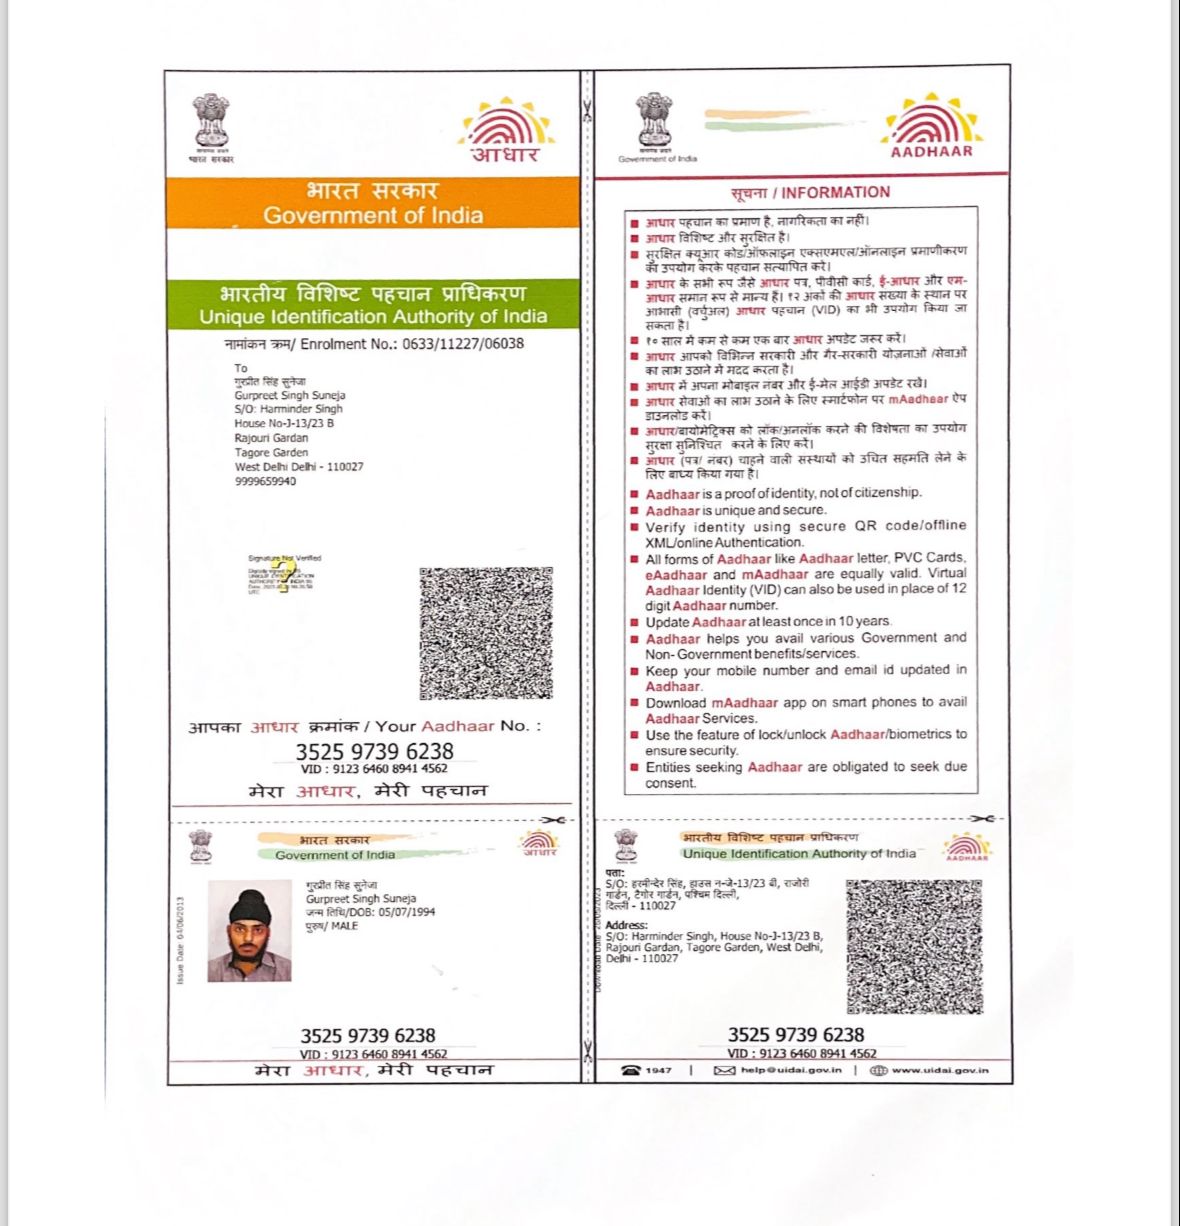 भारत सरकार
आधार
भारत सरकार
Government of India
भारतीय विशिष्ट पहचान प्राधिकरण
Unique Identification Authority of India
नामांकन क्रम/ Enrolment No.: 0633/11227/06038
To
गुरप्रीत सिंह सुनेजा
Gurpreet Singh Suneja
S/O: Harminder Singh
House No-J-13/23 B
Rajouri Gardan
Tagore Garden
West Delhi Delhi - 110027
9999659940
Signature Not Verified
आपका आधार क्रमांक / Your Aadhaar No. :
3525 9739 6238
VID : 9123 6460 8941 4562
मेरा आधार, मेरी पहचान
Government of India
AADHAAR
सूचना / INFORMATION
आधार पहचान का प्रमाण है, नागरिकता का नहीं।
आधार विशिष्ट और सुरक्षित है।
सुरक्षित क्यूआर कोड/ऑफलाइन एक्सएमएल/ऑनलाइन प्रमाणीकरण
का उपयोग करके पहचान सत्यापित करें।
आधार के सभी रूप जैसे आधार पत्र, पीवीसी कार्ड, ई-आधार और एम-
आधार समान रूप से मान्य हैं। १२ अंकों की आधार संख्या के स्थान पर
आभासी (वर्चुअल) आधार पहचान (VID) का भी उपयोग किया जा
सकता है।
१० साल में कम से कम एक बार आधार अपडेट जरूर करें।
आधार आपको विभिन्न सरकारी और गैर-सरकारी योजनाओं /सेवाओं
का लाभ उठाने में मदद करता है।
आधार में अपना मोबाइल नंबर और ई-मेल आईडी अपडेट रखें।
आधार सेवाओं का लाभ उठाने के लिए स्मार्टफोन पर mAadhaar ऐप
डाउनलोड करें।
आधार/बायोमेट्रिक्स को लॉक/अनलॉक करने की विशेषता का उपयोग
सुरक्षा सुनिश्चित करने के लिए करें।
आधार (पत्र/ नंबर) चाहने वाली संस्थाओं को उचित सहमति लेने के
लिए बाध्य किया गया है।
Aadhaar is a proof of identity, not of citizenship.
Aadhaar is unique and secure.
Verify identity using secure QR code/offline
XML/online Authentication.
All forms of Aadhaar like Aadhaar letter, PVC Cards,
eAadhaar and mAadhaar are equally valid. Virtual
Aadhaar Identity (VID) can also be used in place of 12
digit Aadhaar number.
Update Aadhaar at least once in 10 years.
Aadhaar helps you avail various Government and
Non- Government benefits/services.
Keep your mobile number and email id updated in
Aadhaar.
Download mAadhaar app on smart phones to avail
Aadhaar Services.
Use the feature of lock/unlock Aadhaar/biometrics to
ensure security.
Entities seeking Aadhaar are obligated to seek due
consent.
भारत सरकार
Government of India
आधार
Issue Date: 04/06/2013
गुरप्रीत सिंह सुनेजा
Gurpreet Singh Suneja
जन्म तिथि/DOB: 05/07/1994
पुरुष/ MALE
3525 9739 6238
VID : 9123 6460 8941 4562
मेरा आधार, मेरी पहचान
भारतीय विशिष्ट पहचान प्राधिकरण
Unique Identification Authority of India
AADHAAR
पता:
S/O: हरमीन्देर सिंह, हाउस न-जे-13/23 बी, राजोरी
गार्डन, टैगोर गार्डन, पश्चिम दिल्ली,
दिल्ली - 110027
Address:
S/O: Harminder Singh, House No-J-13/23 B,
Rajouri Gardan, Tagore Garden, West Delhi,
Delhi - 110027
3525 9739 6238
VID : 9123 6460 8941 4562
1947 | help@uidai.gov.in | www.uidai.gov.in